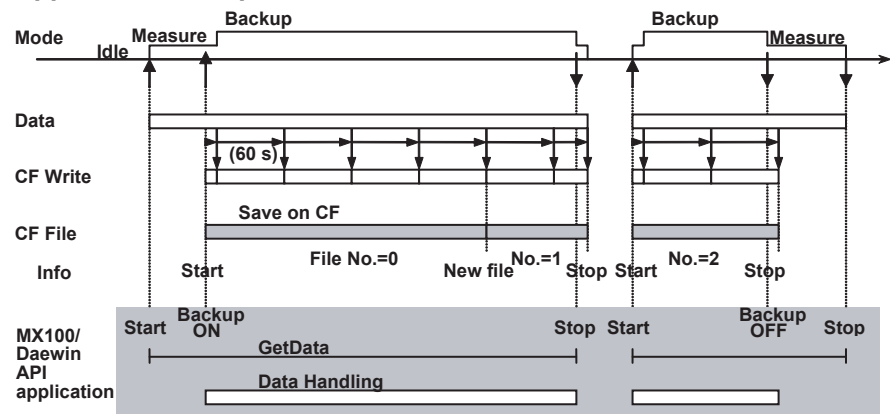 Backup Backup
Mode Measure Measure
Idle
Data
(60 s)
CF Write
Save on CF
CF File
File No.=0 No.=1 No.=2
Info Start New file Stop Start Stop
MX100/
Daewin
API
application
Start Backup
ON Stop Start Backup
OFF Stop
GetData
Data Handling